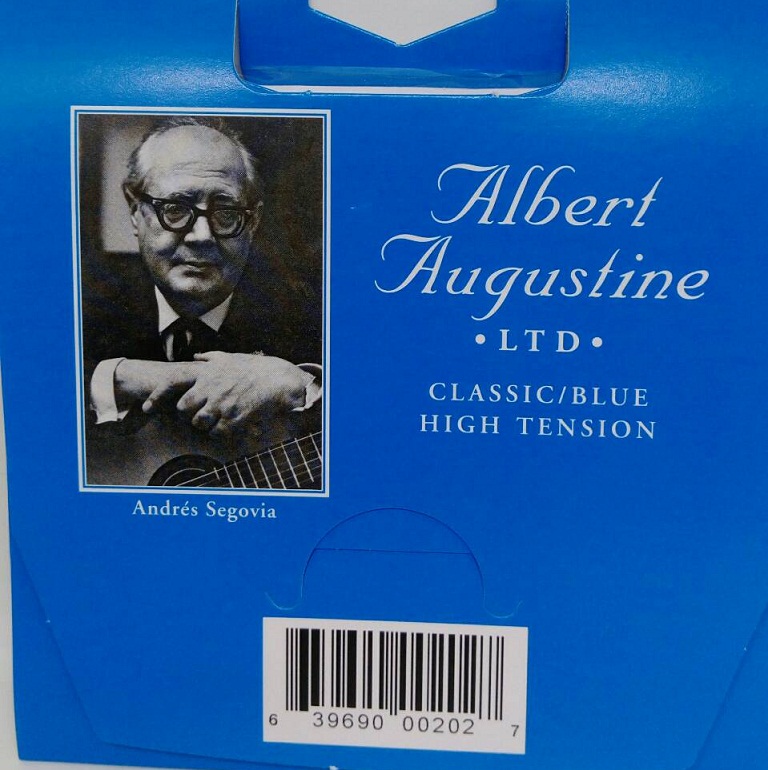 Albert
Augustine
•LTD•
CLASSIC/BLUE
HIGH TENSION
Andrés Segovia
6 39690 00202 7